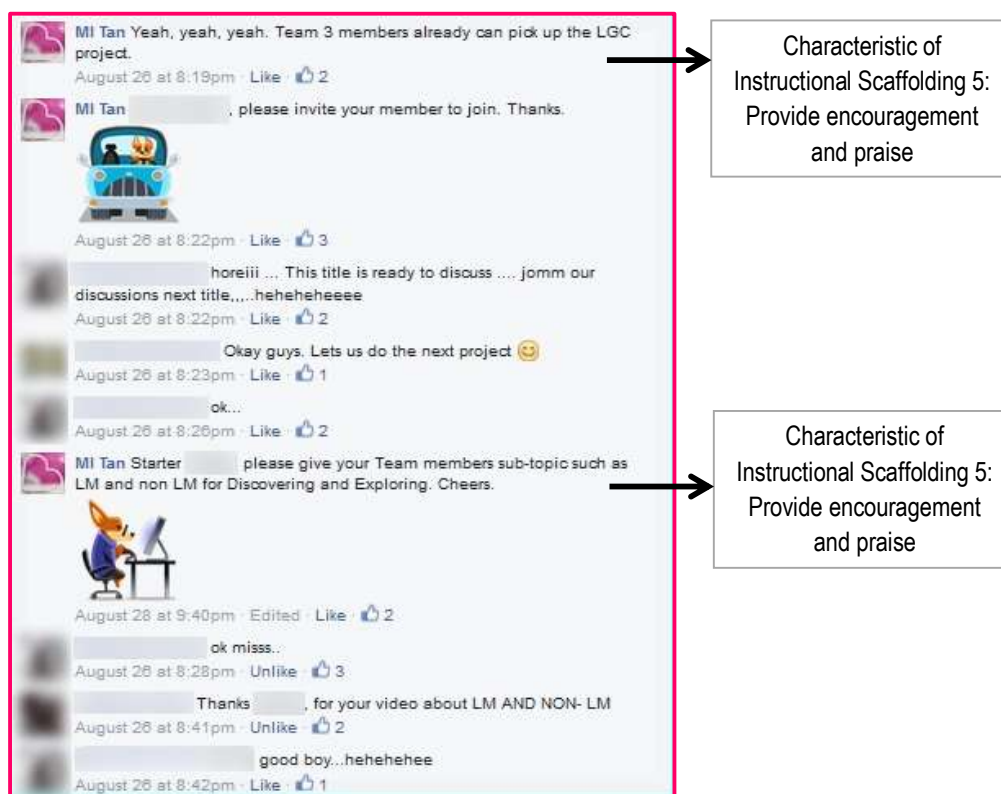 MI Tan Yeah, yeah, yeah. Team 3 members already can pick up the LGC
project.
August 26 at 8:19pm · Like · 2
MI Tan , please invite your member to join. Thanks.
August 26 at 8:22pm · Like · 3
horeiii ... This title is ready to discuss .... jomm our
discussions next title,,,..heheheheeee
August 26 at 8:22pm · Like · 2
Okay guys. Lets us do the next project
August 26 at 8:23pm · Like · 1
ok...
August 26 at 8:26pm · Like · 2
MI Tan Starter please give your Team members sub-topic such as
LM and non LM for Discovering and Exploring. Cheers.
August 28 at 9:40pm · Edited · Like · 2
ok misss..
August 26 at 8:28pm · Unlike · 3
Thanks , for your video about LM AND NON- LM
August 26 at 8:41pm · Unlike · 2
good boy...hehehehee
August 26 at 8:42pm · Like · 1
Characteristic of
Instructional Scaffolding 5:
Provide encouragement
and praise
Characteristic of
Instructional Scaffolding 5:
Provide encouragement
and praise